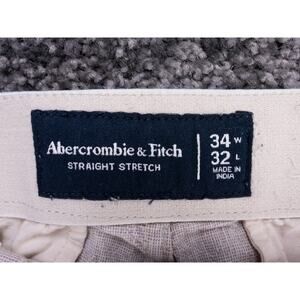 Abercrombie & Fitch
STRAIGHT STRETCH
34 W
32 L
MADE IN
INDIA